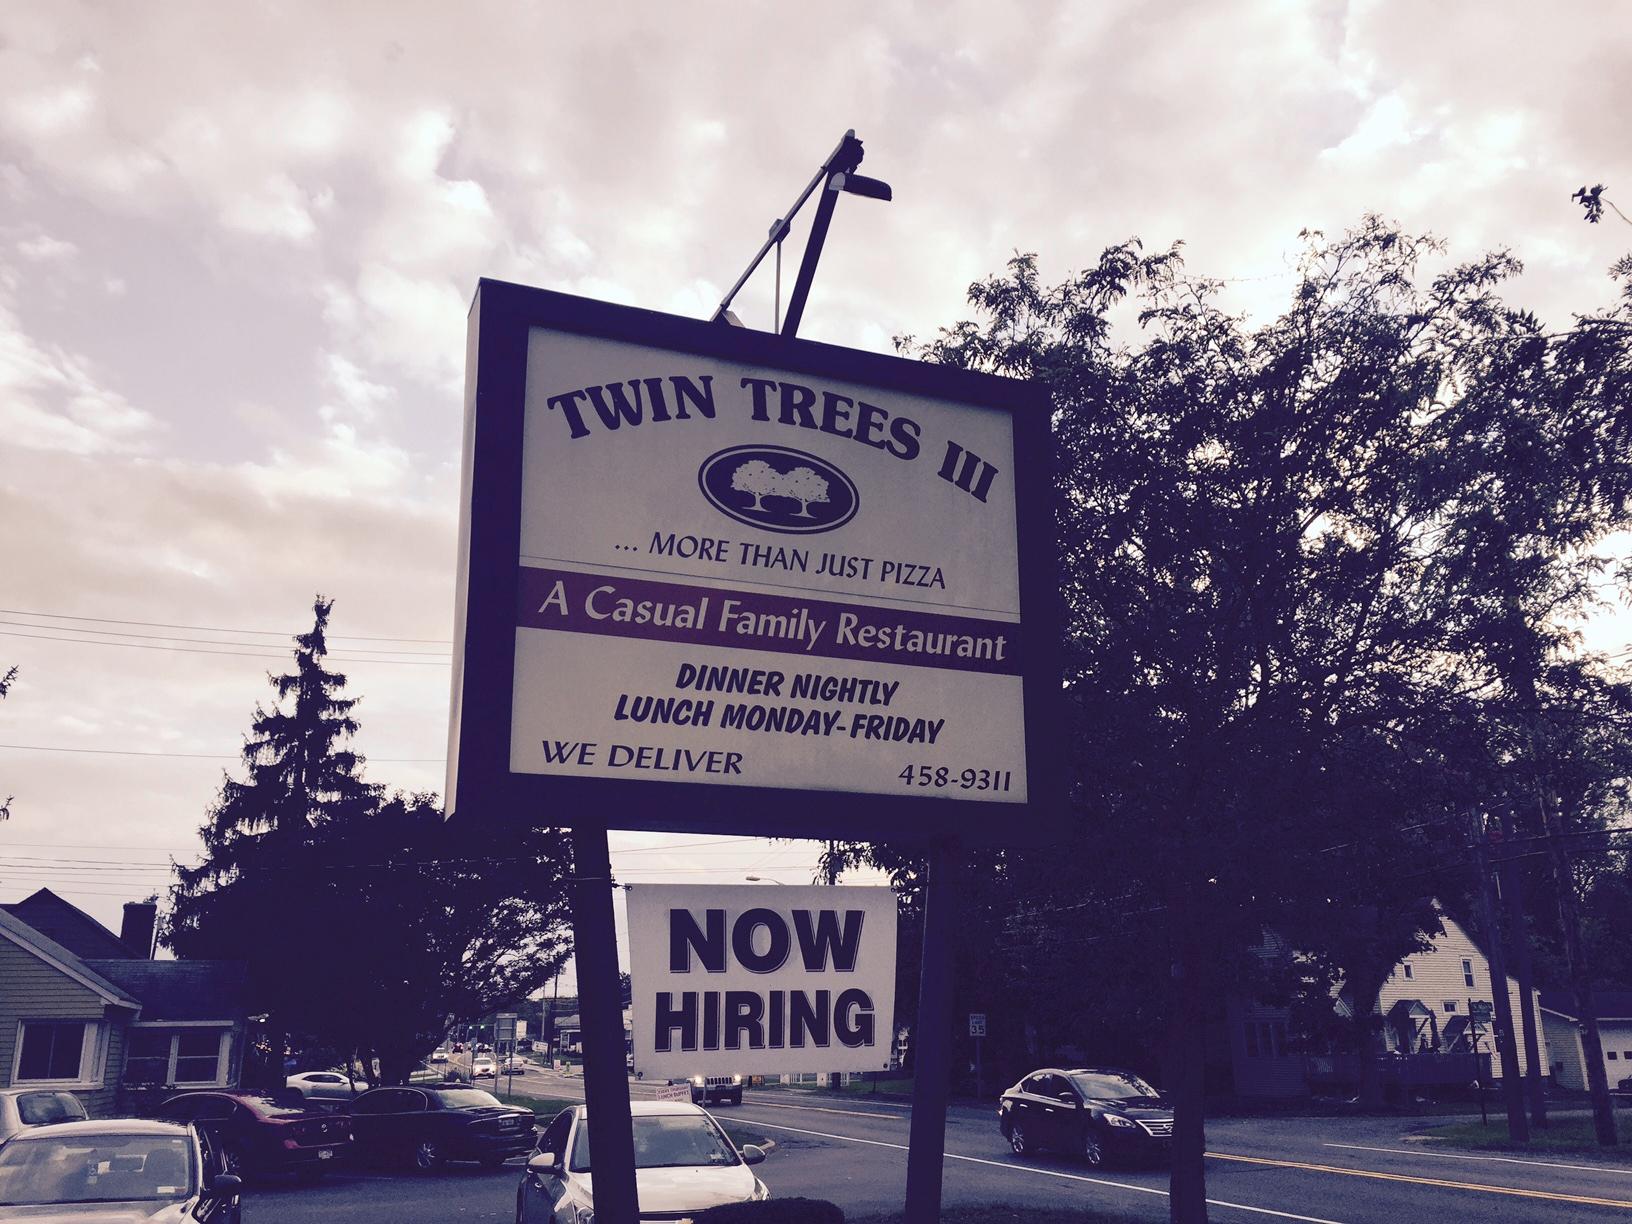 TWIN TREES III
... MORE THAN JUST PIZZA
A Casual Family Restaurant
DINNER NIGHTLY
LUNCH MONDAY-FRIDAY
WE DELIVER 458-9311
NOW
HIRING
35